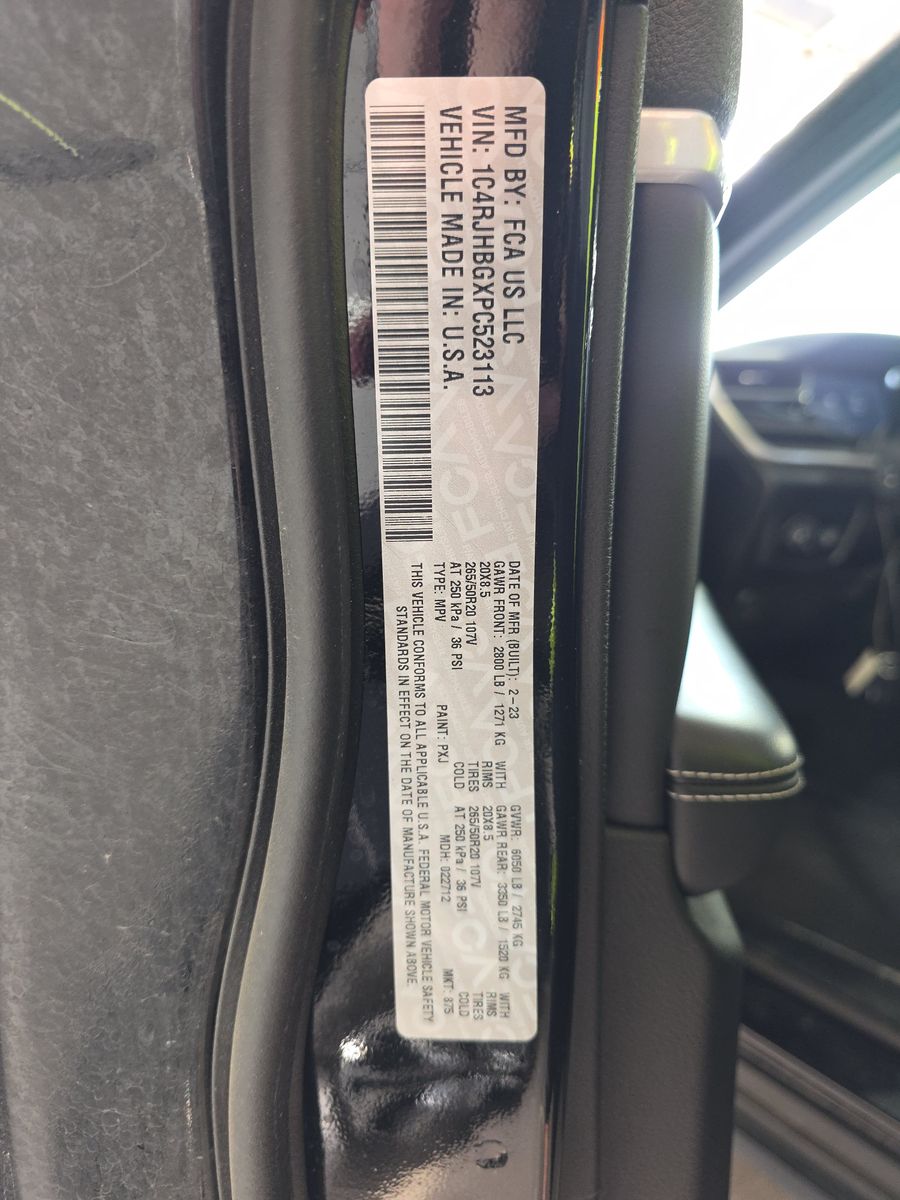 MFD BY: FCA US LLC
VIN: 1C4RJHBGXPC523113
VEHICLE MADE IN: U.S.A.
DATE OF MFR (BUILT): 2-23 GVWR: 6050 LB / 2745 KG
GAWR FRONT: 2800 LB / 1271 KG WITH GAWR REAR: 3350 LB / 1520 KG WITH
20X8.5 RIMS 20X8.5 RIMS
265/50R20 107V TIRES 265/50R20 107V TIRES
AT 250 kPa / 36 PSI COLD AT 250 kPa / 36 PSI COLD
TYPE: MPV PAINT: PXJ MDH: 022712 MKT: 875
THIS VEHICLE CONFORMS TO ALL APPLICABLE U.S.A. FEDERAL MOTOR VEHICLE SAFETY
STANDARDS IN EFFECT ON THE DATE OF MANUFACTURE SHOWN ABOVE.